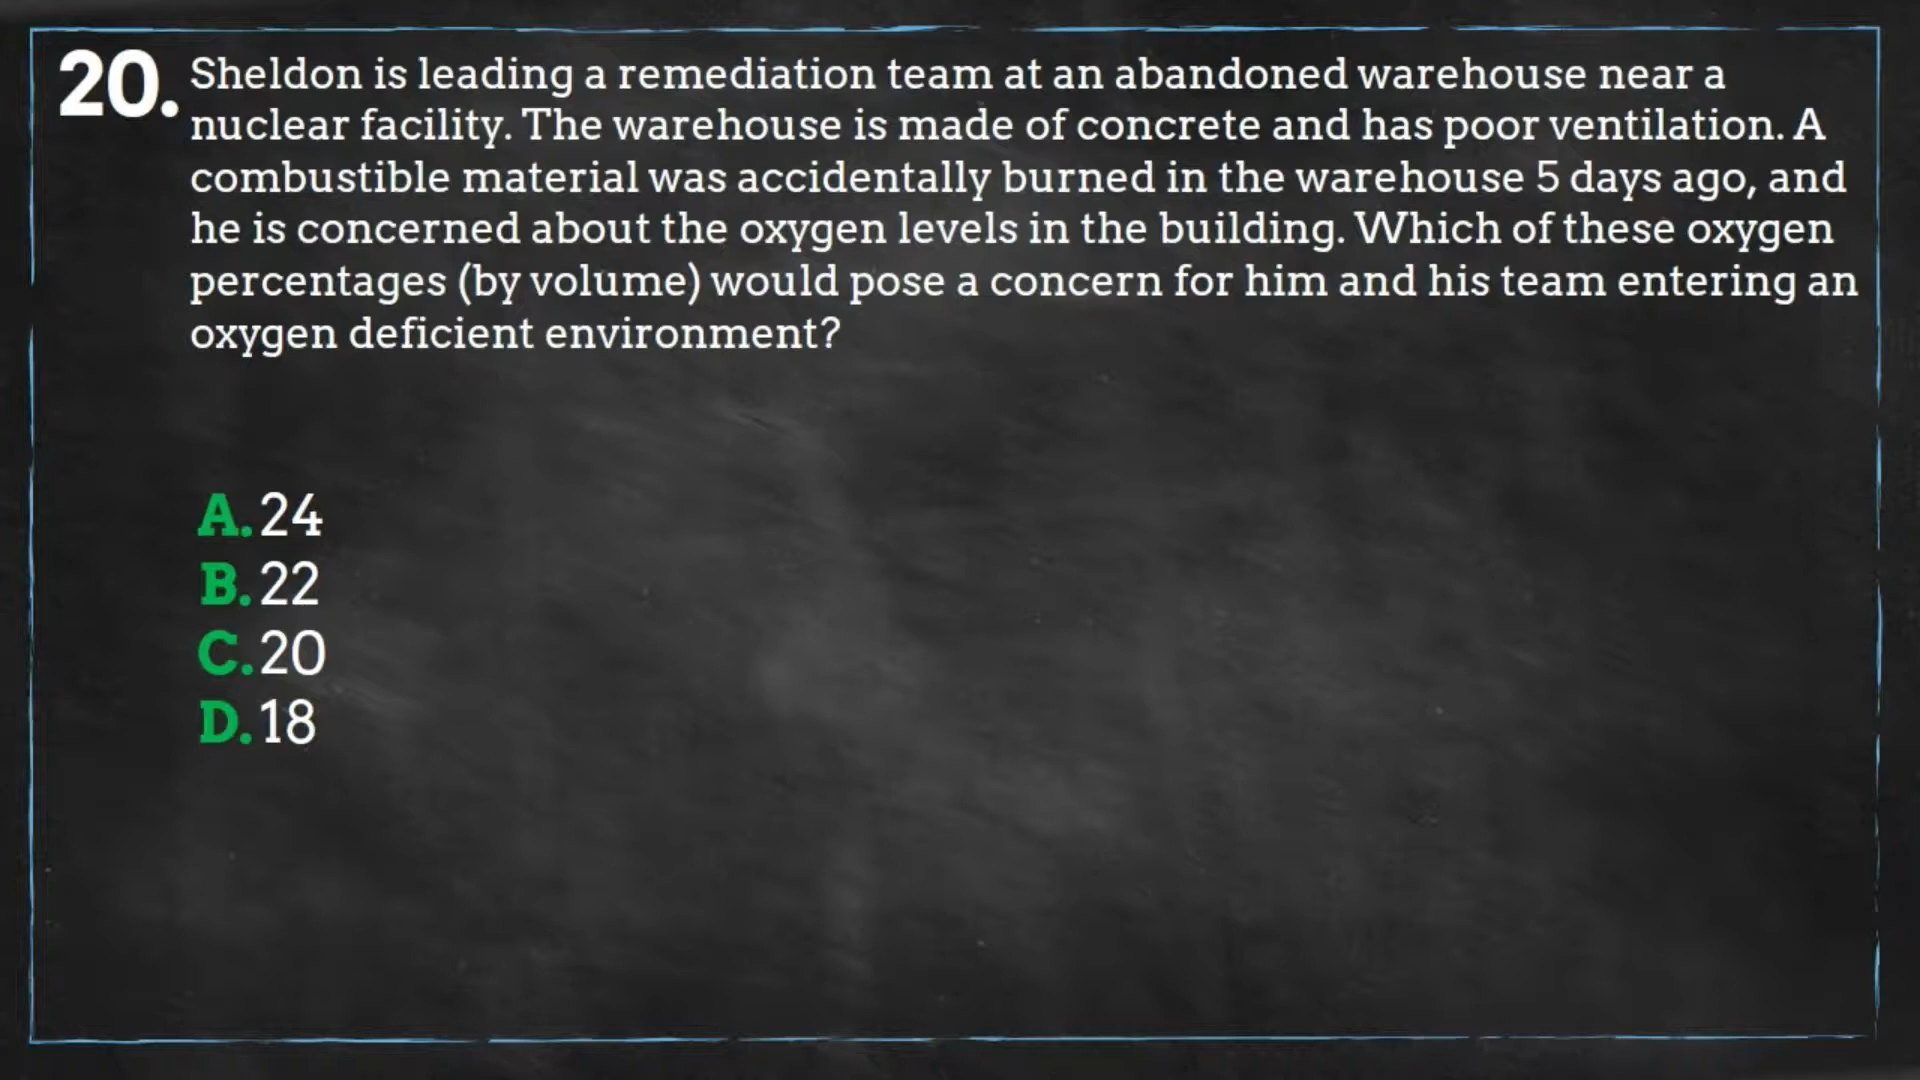 20. Sheldon is leading a remediation team at an abandoned warehouse near a
nuclear facility. The warehouse is made of concrete and has poor ventilation. A
combustible material was accidentally burned in the warehouse 5 days ago, and
he is concerned about the oxygen levels in the building. Which of these oxygen
percentages (by volume) would pose a concern for him and his team entering an
oxygen deficient environment?
A. 24
B. 22
C. 20
D. 18